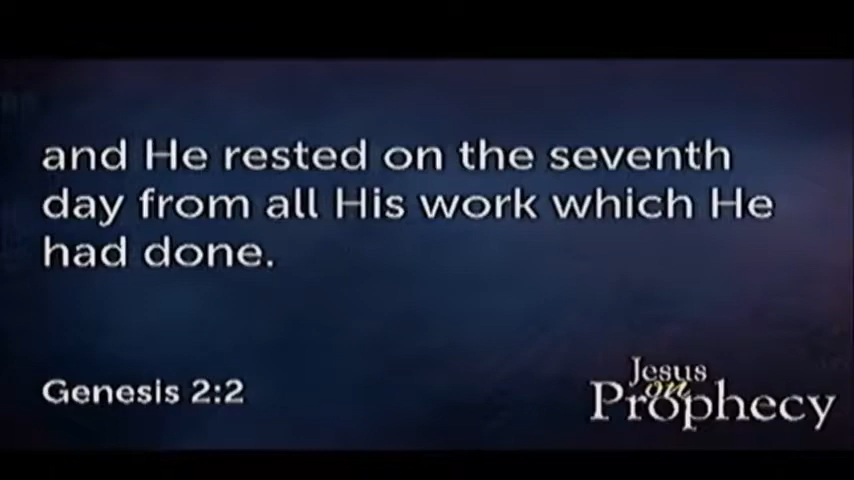 and He rested on the seventh
day from all His work which He
had done.
Genesis 2:2
Jesus
on
Prophecy